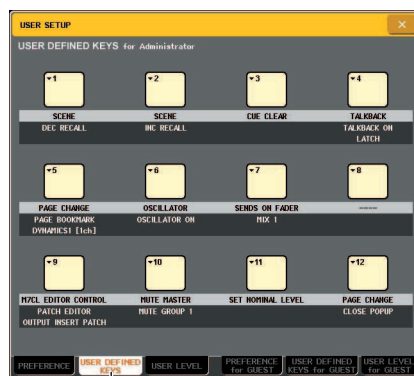 USER SETUP
USER DEFINED KEYS for Administrator
1
2
3
4
SCENE
SCENE
CUE CLEAR
TALKBACK
DEC RECALL
INC RECALL
TALKBACK ON
LATCH
5
6
7
8
PAGE CHANGE
OSCILLATOR
SENDS ON FADER
-----
PAGE BOOKMARK
DYNAMICS1 [1ch]
OSCILLATOR ON
MIX 1
9
10
11
12
M7CL EDITOR CONTROL
MUTE MASTER
SET NOMINAL LEVEL
PAGE CHANGE
PATCH EDITOR
OUTPUT INSERT PATCH
MUTE GROUP 1
CLOSE POPUP
PREFERENCE
USER DEFINED
KEYS
USER LEVEL
PREFERENCE
for GUEST
USER DEFINED
KEYS for GUEST
USER LEVEL
for GUEST